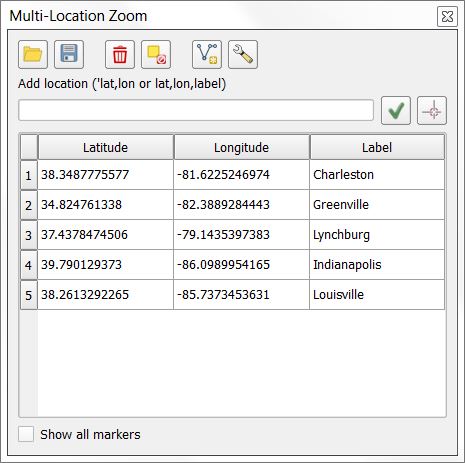 Multi-Location Zoom
Add location ('lat,lon or lat,lon,label)
Latitude Longitude Label
1 38.3487775577 -81.6225246974 Charleston
2 34.824761338 -82.3889284443 Greenville
3 37.4378474506 -79.1435397383 Lynchburg
4 39.790129373 -86.0989954165 Indianapolis
5 38.2613292265 -85.7373453631 Louisville
Show all markers